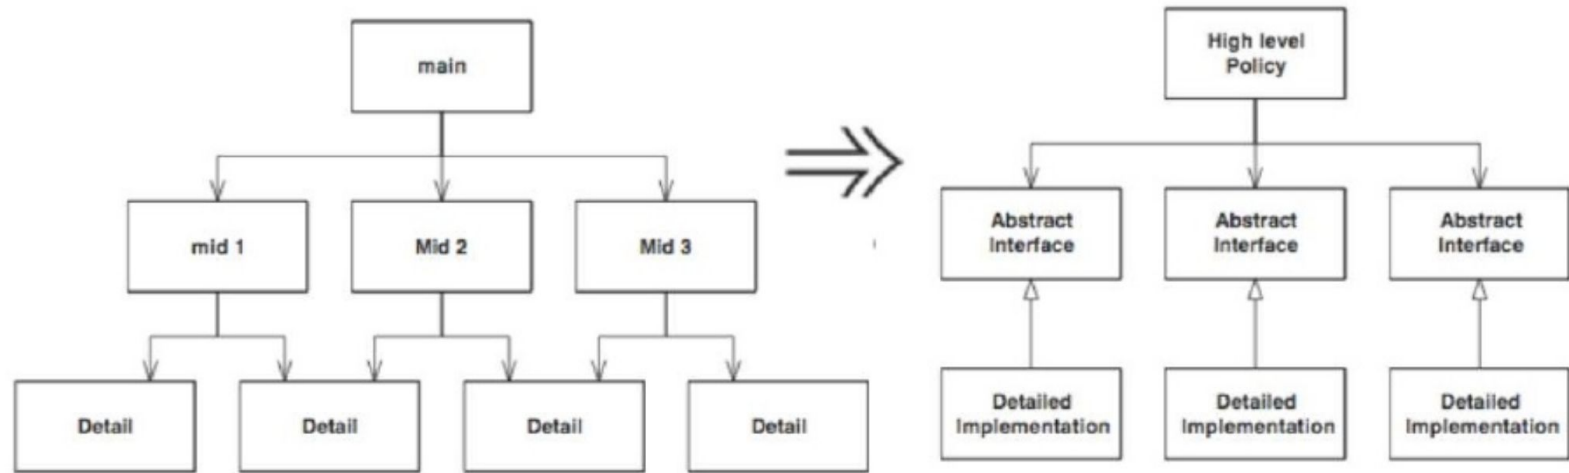 main
mid 1
Mid 2
Mid 3
Detail
Detail
Detail
Detail
High level
Policy
Abstract
Interface
Abstract
Interface
Abstract
Interface
Detailed
Implementation
Detailed
Implementation
Detailed
Implementation